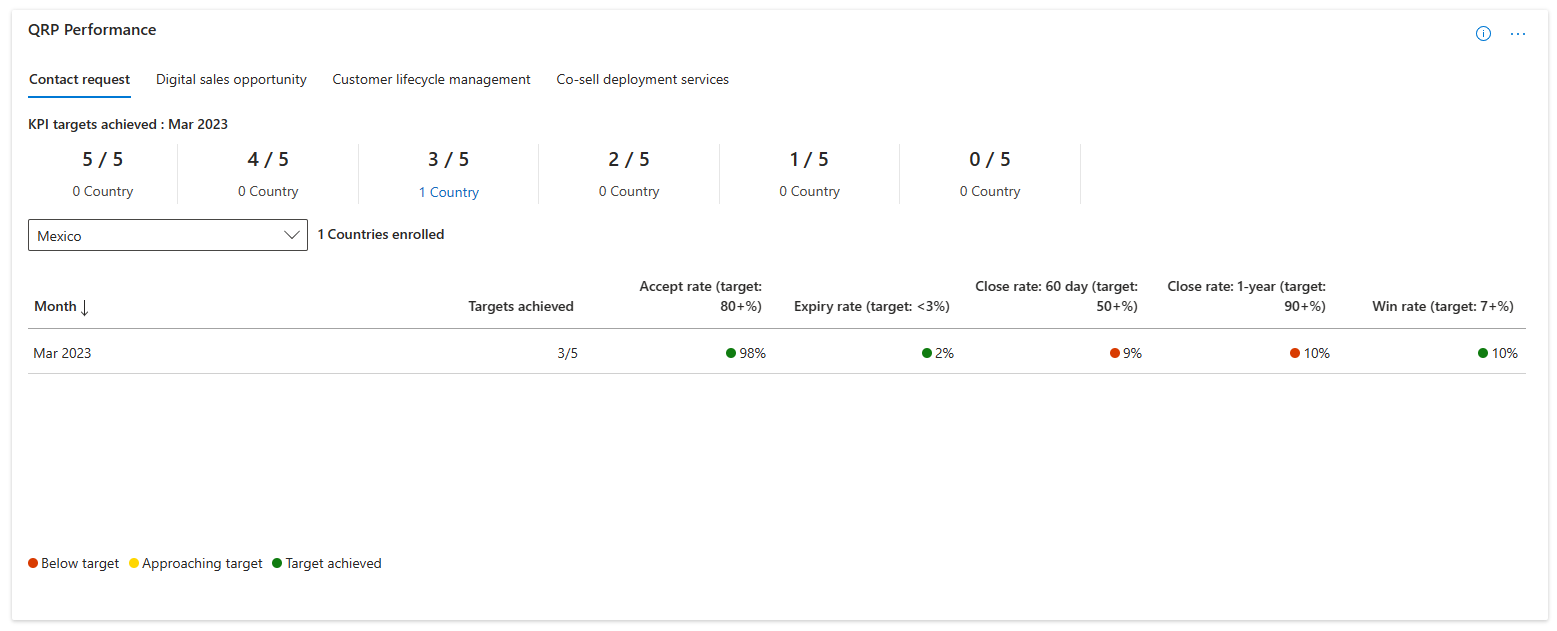 QRP Performance
Contact request Digital sales opportunity Customer lifecycle management Co-sell deployment services
KPI targets achieved : Mar 2023
5 / 5 4 / 5 3 / 5 2 / 5 1 / 5 0 / 5
0 Country 0 Country 1 Country 0 Country 0 Country 0 Country
Mexico 1 Countries enrolled
Month Targets achieved Accept rate (target: 80+%) Expiry rate (target: <3%) Close rate: 60 day (target: 50+%) Close rate: 1-year (target: 90+%) Win rate (target: 7+%)
Mar 2023 3/5 98% 2% 9% 10% 10%
Below target Approaching target Target achieved